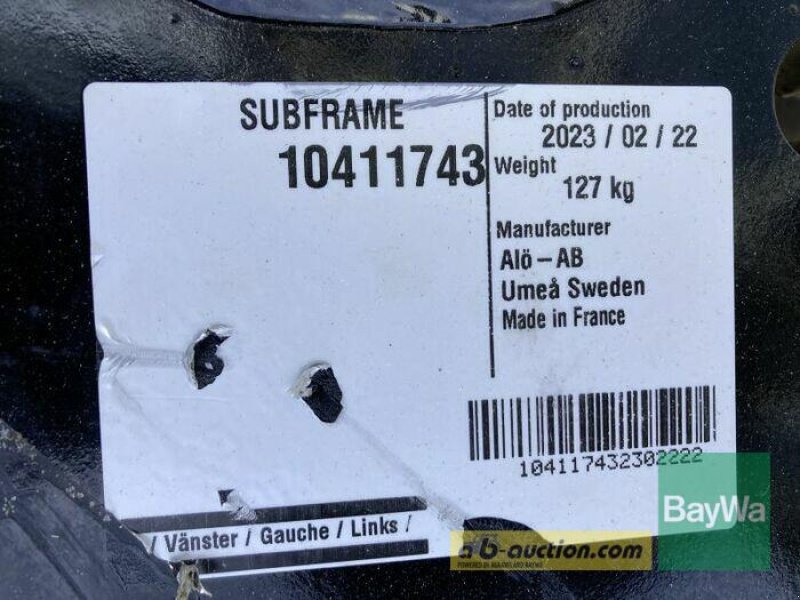 SUBFRAME
10411743
Date of production
2023 / 02 / 22
Weight
127 kg
Manufacturer
Alö - AB
Umeå Sweden
Made in France
104117432302222
/ Vänster / Gauche / Links /
BayWa
ab-auction.com